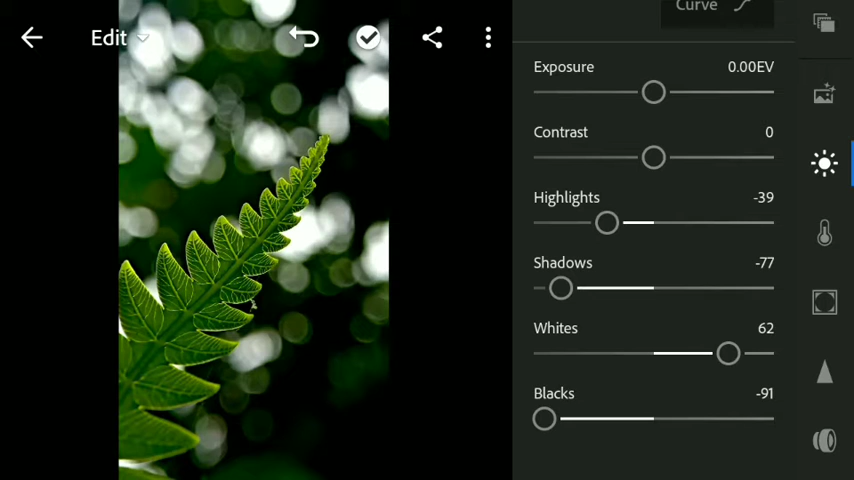 Edit
Curve
Exposure 0.00EV
Contrast 0
Highlights -39
Shadows -77
Whites 62
Blacks -91